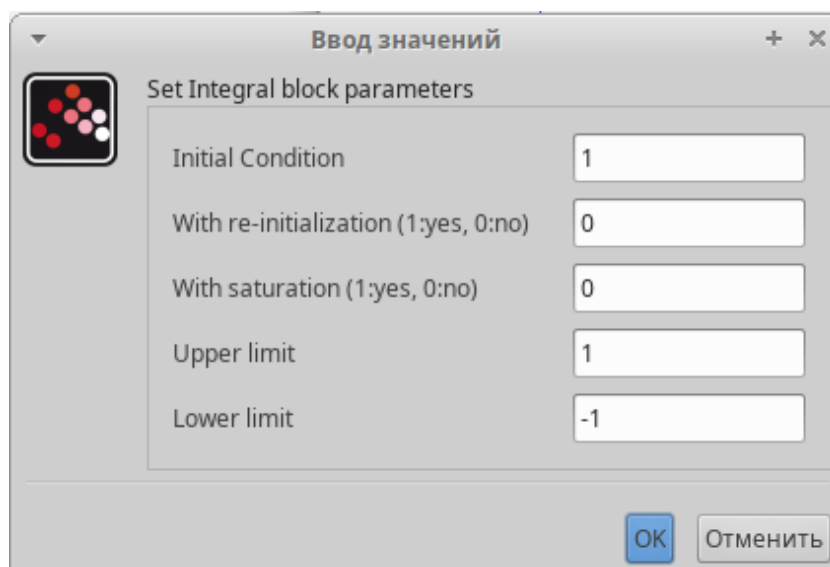 Ввод значений
Set Integral block parameters
Initial Condition 1
With re-initialization (1:yes, 0:no) 0
With saturation (1:yes, 0:no) 0
Upper limit 1
Lower limit -1
OK Отменить